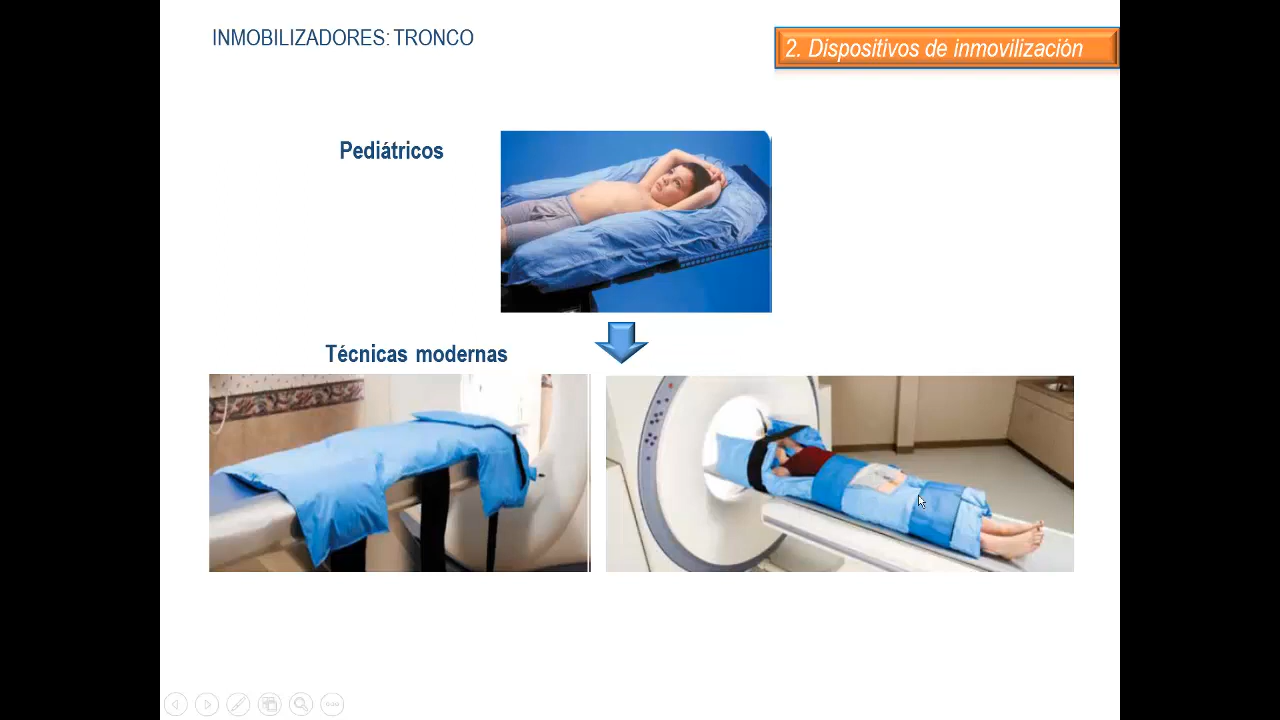 INMOBILIZADORES: TRONCO
2. Dispositivos de inmovilización
Pediátricos
Técnicas modernas